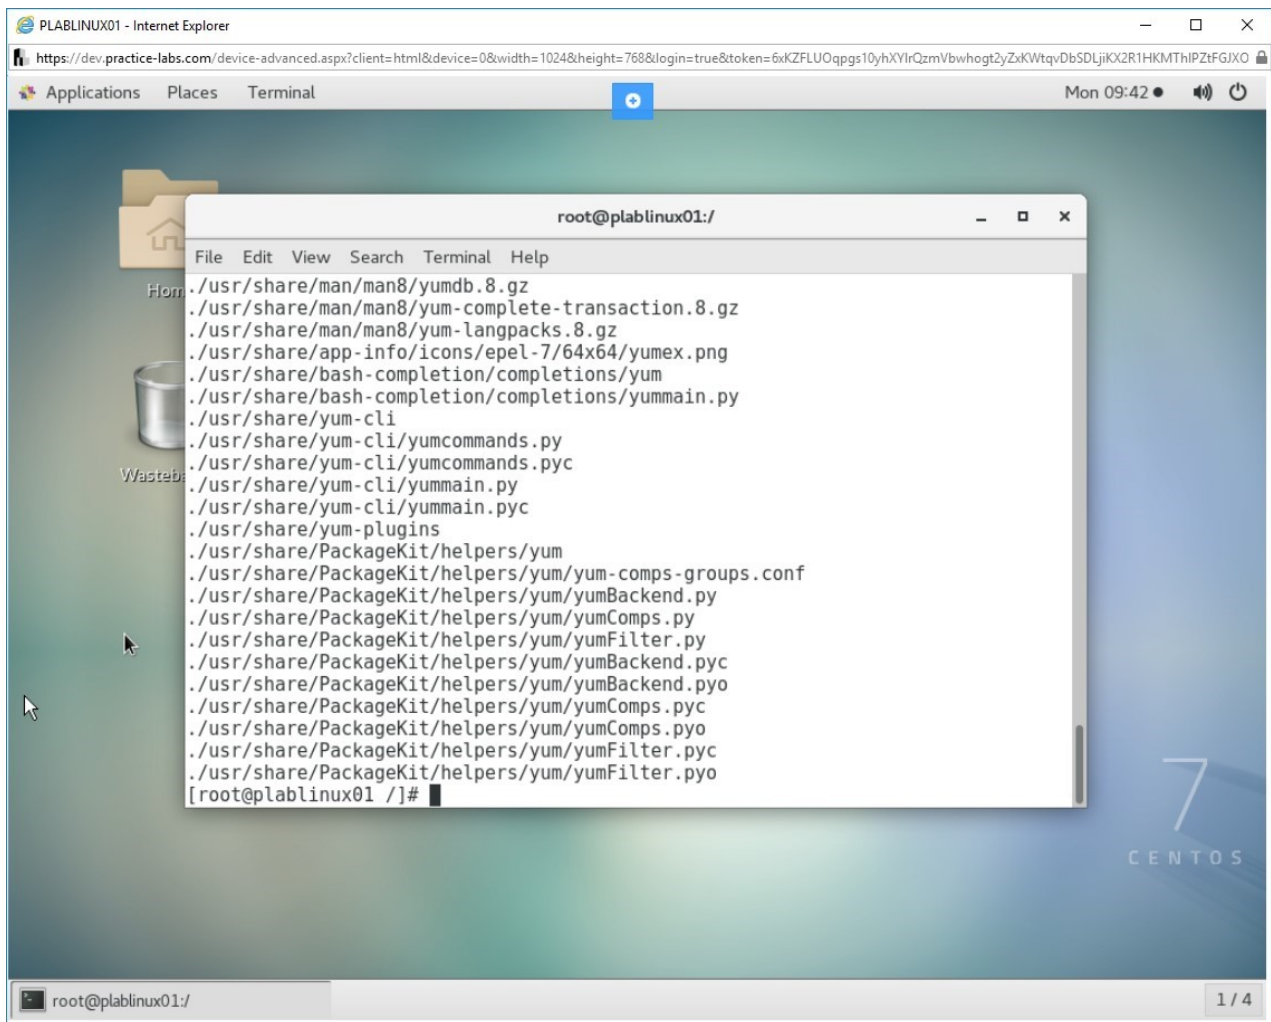 PLABLINUX01 - Internet Explorer
https://dev.practice-labs.com/device-advanced.aspx?client=html&device=0&width=1024&height=768&login=true&token=6xKZFLUOqpgs10yhXYlrQzmVbwhogt2yZxKWtqvDbSDLjiKX2R1HKMThlPZtFGJXO
Applications Places Terminal Mon 09:42
root@plablinux01:/
File Edit View Search Terminal Help
./usr/share/man/man8/yumdb.8.gz
./usr/share/man/man8/yum-complete-transaction.8.gz
./usr/share/man/man8/yum-langpacks.8.gz
./usr/share/app-info/icons/epel-7/64x64/yumex.png
./usr/share/bash-completion/completions/yum
./usr/share/bash-completion/completions/yummain.py
./usr/share/yum-cli
./usr/share/yum-cli/yumcommands.py
./usr/share/yum-cli/yumcommands.pyc
./usr/share/yum-cli/yummain.py
./usr/share/yum-cli/yummain.pyc
./usr/share/yum-plugins
./usr/share/PackageKit/helpers/yum
./usr/share/PackageKit/helpers/yum/yum-comps-groups.conf
./usr/share/PackageKit/helpers/yum/yumBackend.py
./usr/share/PackageKit/helpers/yum/yumComps.py
./usr/share/PackageKit/helpers/yum/yumFilter.py
./usr/share/PackageKit/helpers/yum/yumBackend.pyc
./usr/share/PackageKit/helpers/yum/yumBackend.pyo
./usr/share/PackageKit/helpers/yum/yumComps.pyc
./usr/share/PackageKit/helpers/yum/yumComps.pyo
./usr/share/PackageKit/helpers/yum/yumFilter.pyc
./usr/share/PackageKit/helpers/yum/yumFilter.pyo
[root@plablinux01 /]#
Hom
Wasteb
7
CENTOS
root@plablinux01:/
1 / 4